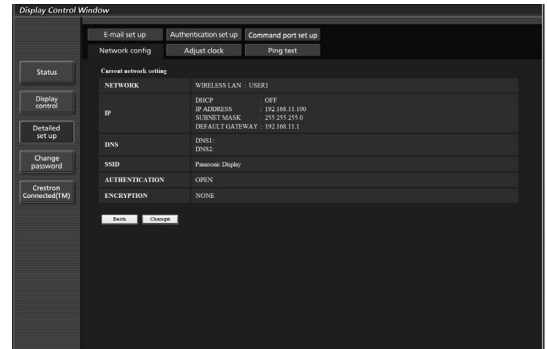 Display Control Window
E-mail set up Authentication set up Command port set up
Network config Adjust clock Ping test
Status
Display
control
Detailed
set up
Change
password
Crestron
Connected(TM)
Current network setting
NETWORK WIRELESS LAN : USER1
IP
DHCP : OFF
IP ADDRESS : 192.168.11.100
SUBNET MASK : 255.255.255.0
DEFAULT GATEWAY : 192.168.11.1
DNS
DNS1:
DNS2:
SSID Panasonic Display
AUTHENTICATION OPEN
ENCRYPTION NONE
Back Change